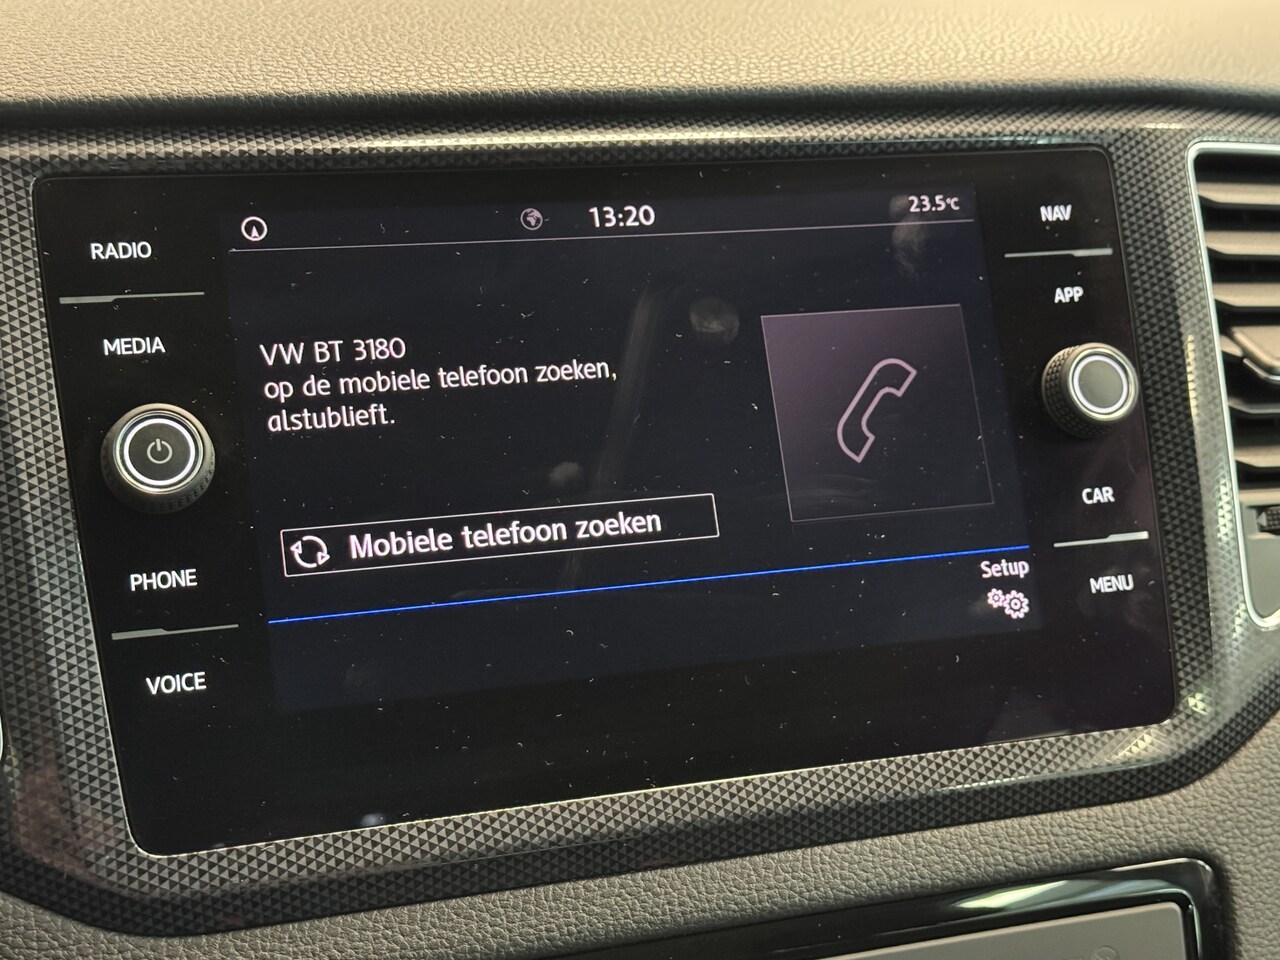 RADIO
MEDIA
PHONE
VOICE
13:20
23.5°C
VW BT 3180
op de mobiele telefoon zoeken,
alstublieft.
Mobiele telefoon zoeken
Setup
NAV
APP
CAR
MENU